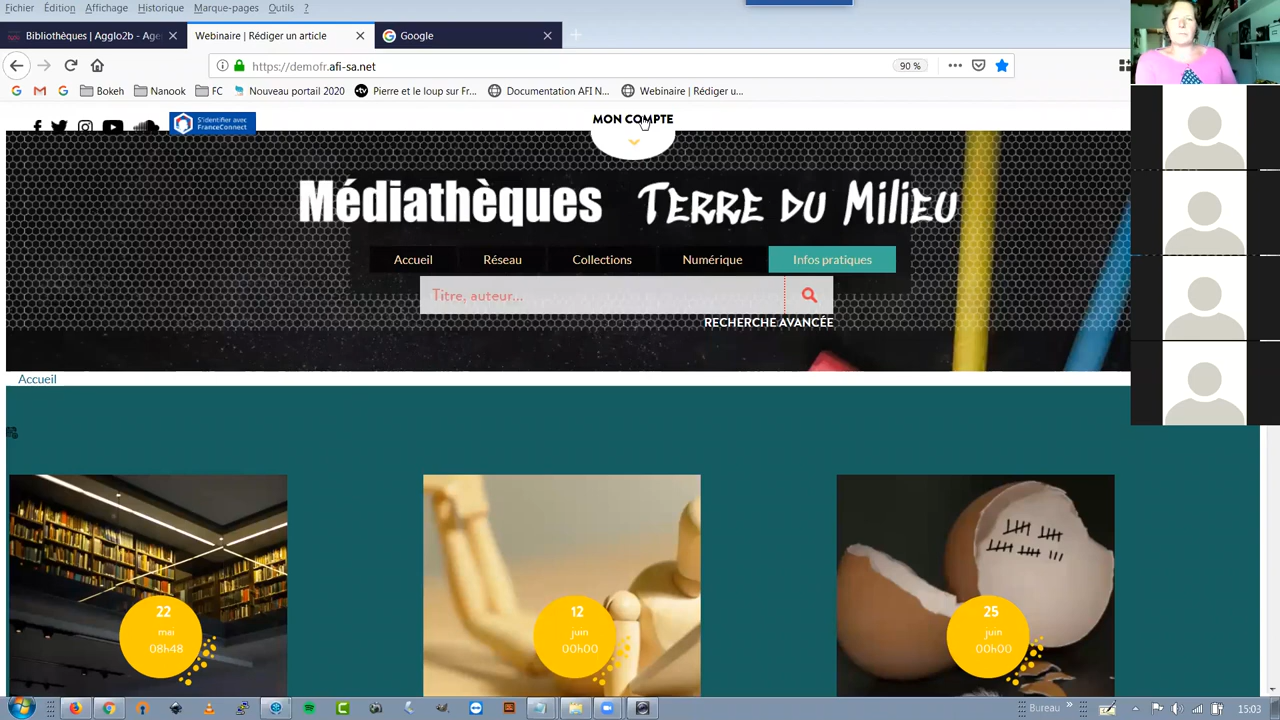 Fichier Édition Affichage Historique Marque-pages Outils ?
Bibliothèques | Agglo2b - Age
Webinaire | Rédiger un article
Google
https://demofr.afi-sa.net
90 %
Bokeh
Nanook
FC
Nouveau portail 2020
Pierre et le loup sur Fr...
Documentation AFI N...
Webinaire | Rédiger u...
S'identifier avec
FranceConnect
MON COMPTE
Médiathèques TERRE DU MILIEU
Accueil
Réseau
Collections
Numérique
Infos pratiques
Titre, auteur...
RECHERCHE AVANCÉE
Accueil
22
mai
08h48
12
juin
00h00
25
juin
00h00
Bureau
15:03